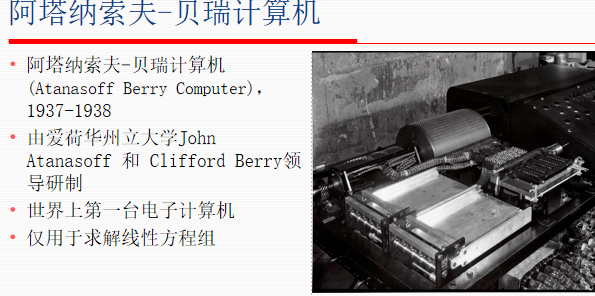 阿塔纳索夫-贝瑞计算机
• 阿塔纳索夫-贝瑞计算机
(Atanasoff Berry Computer),
1937-1938
• 由爱荷华州立大学John
Atanasoff 和 Clifford Berry领
导研制
• 世界上第一台电子计算机
• 仅用于求解线性方程组